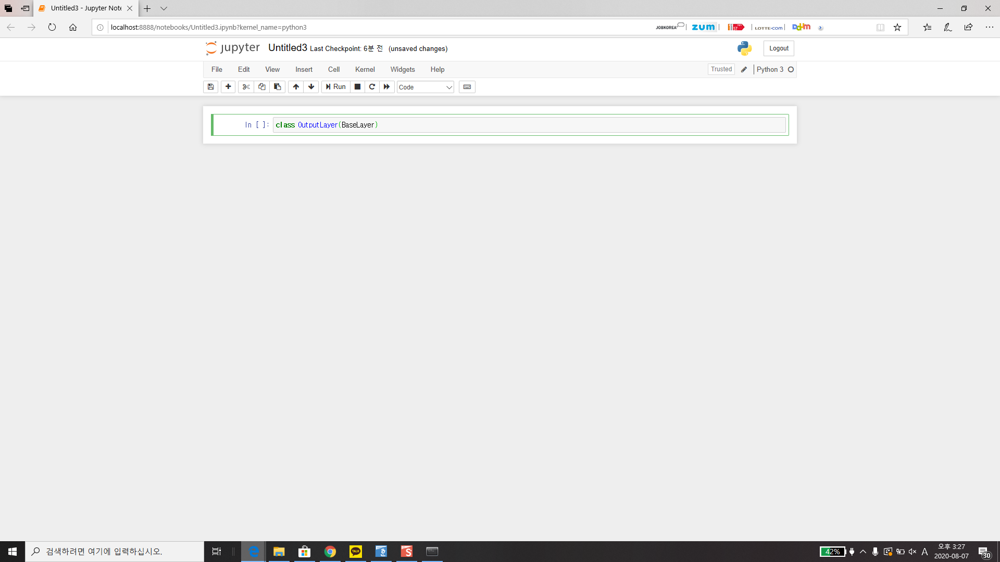 Untitled3 - Jupyter Note
localhost:8888/notebooks/Untitled3.ipynb?kernel_name=python3
JOBKOREA
zum
11ST
LOTTE.COM
Daum
jupyter Untitled3 Last Checkpoint: 6분 전 (unsaved changes)
Logout
File Edit View Insert Cell Kernel Widgets Help
Trusted
Python 3
Run
Code
In [ ]: class OutputLayer(BaseLayer)
검색하려면 여기에 입력하십시오.
TALK
42%
A
오후 3:27
2020-08-07
30